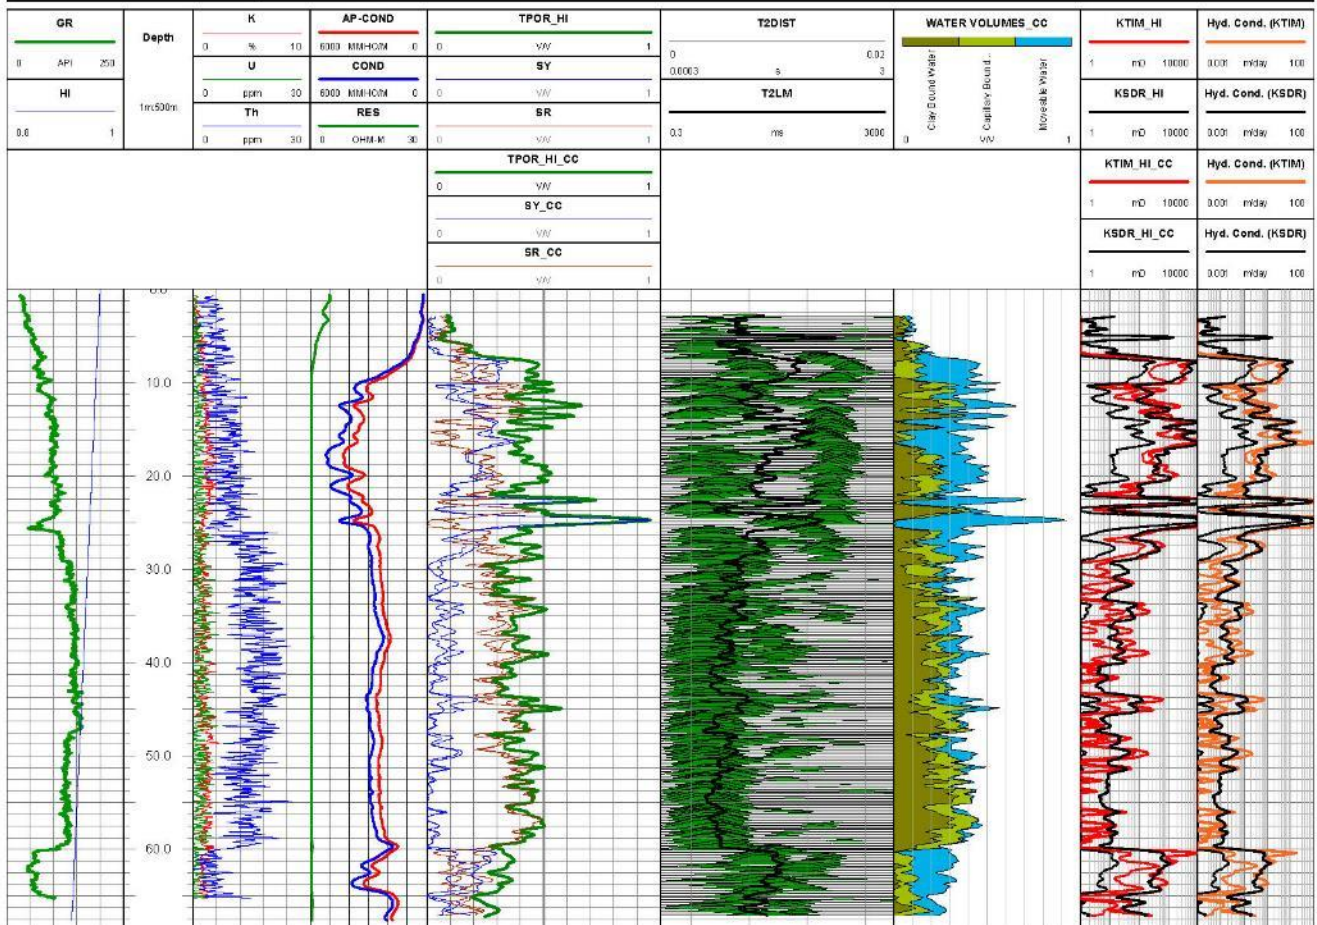 GR
0 API 250
HI
0.8 1
Depth
1m:500m
K
0 % 10
U
0 ppm 30
Th
0 ppm 30
AP-COND
6000 MMHO/M 0
COND
6000 MMHO/M 0
RES
0 OHM-M 30
TPOR_HI
0 V/V 1
SY
0 V/V 1
SR
0 V/V 1
TPOR_HI_CC
0 V/V 1
SY_CC
0 V/V 1
SR_CC
0 V/V 1
T2DIST
0 0.02
0.0003 s 3
T2LM
0.3 ms 3000
WATER VOLUMES_CC
Clay Bound Water
Capillary Bound...
Moveable Water
0 V/V 1
KTIM_HI
1 mD 10000
KSDR_HI
1 mD 10000
KTIM_HI_CC
1 mD 10000
KSDR_HI_CC
1 mD 10000
Hyd. Cond. (KTIM)
0.001 m/day 100
Hyd. Cond. (KSDR)
0.001 m/day 100
Hyd. Cond. (KTIM)
0.001 m/day 100
Hyd. Cond. (KSDR)
0.001 m/day 100
0.0
10.0
20.0
30.0
40.0
50.0
60.0